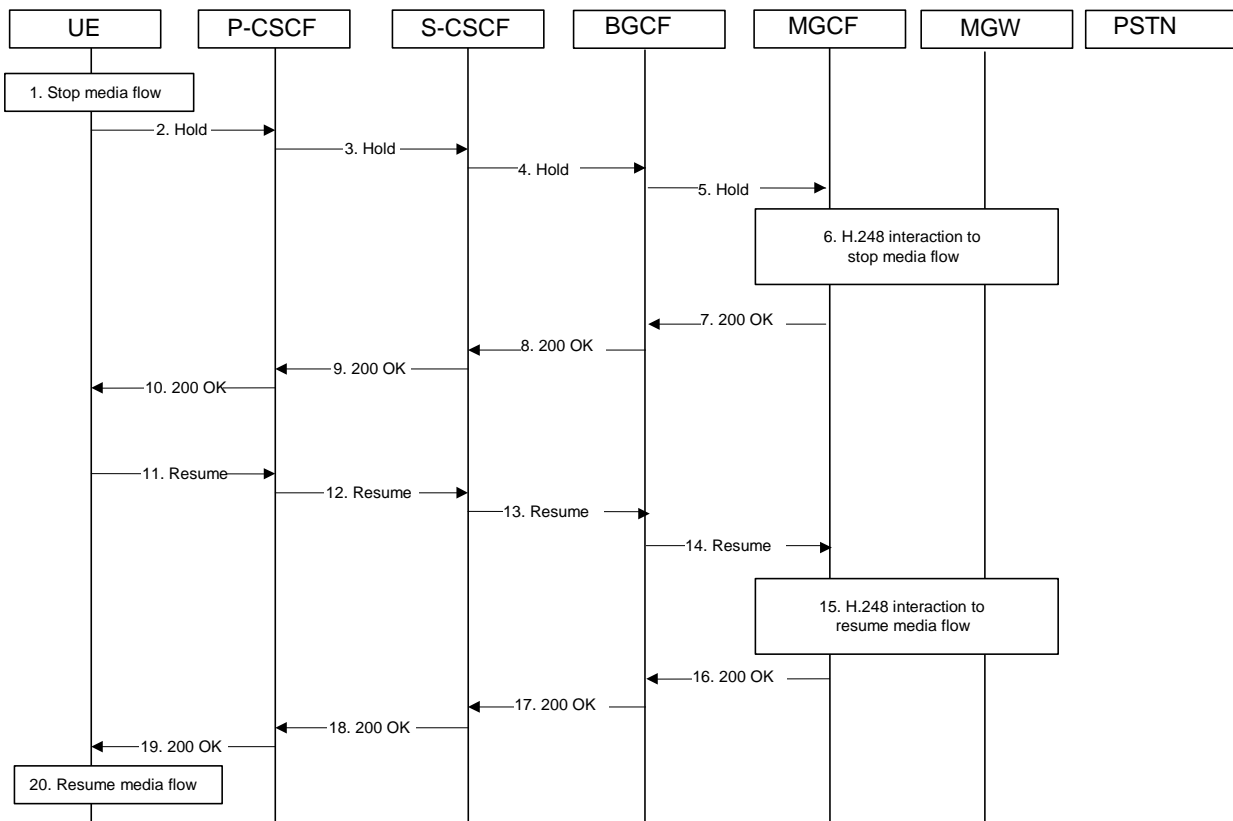 UE
P-CSCF
S-CSCF
BGCF
MGCF
MGW
PSTN
1. Stop media flow
2. Hold
3. Hold
4. Hold
5. Hold
6. H.248 interaction to
stop media flow
7. 200 OK
8. 200 OK
9. 200 OK
10. 200 OK
11. Resume
12. Resume
13. Resume
14. Resume
15. H.248 interaction to
resume media flow
16. 200 OK
17. 200 OK
18. 200 OK
19. 200 OK
20. Resume media flow